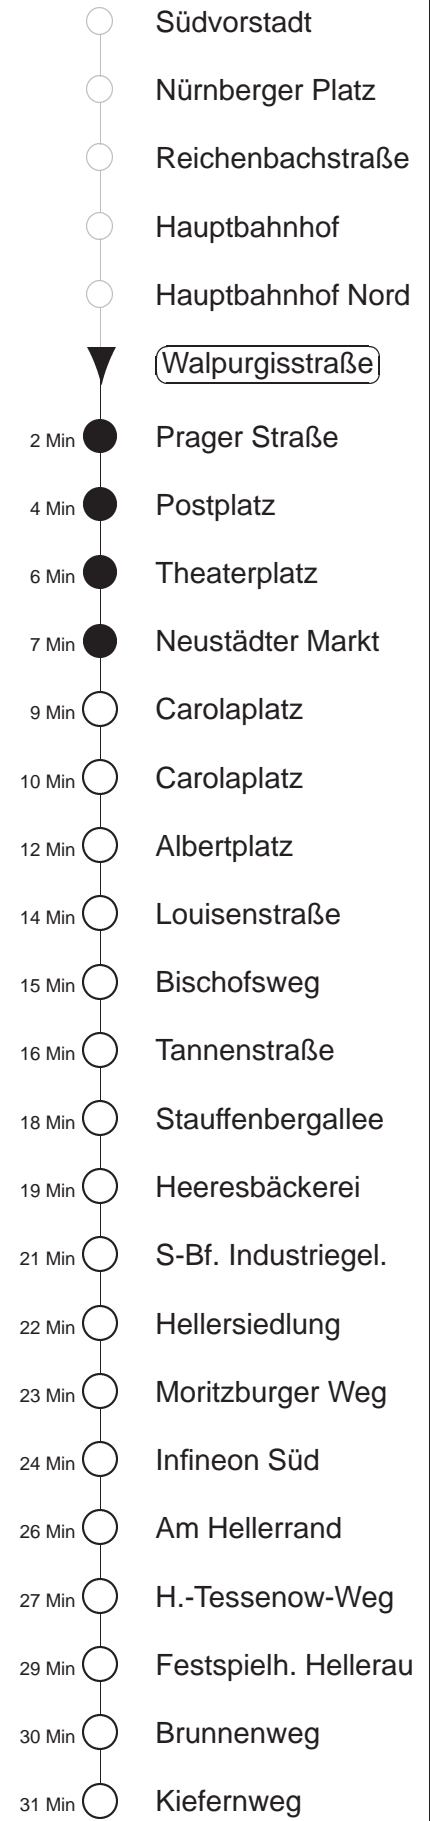 Südvorstadt
Nürnberger Platz
Reichenbachstraße
Hauptbahnhof
Hauptbahnhof Nord
Walpurgisstraße
2 Min Prager Straße
4 Min Postplatz
6 Min Theaterplatz
7 Min Neustädter Markt
9 Min Carolaplatz
10 Min Carolaplatz
12 Min Albertplatz
14 Min Louisenstraße
15 Min Bischofsweg
16 Min Tannenstraße
18 Min Stauffenbergallee
19 Min Heeresbäckerei
21 Min S-Bf. Industriegel.
22 Min Hellersiedlung
23 Min Moritzburger Weg
24 Min Infineon Süd
26 Min Am Hellerrand
27 Min H.-Tessenow-Weg
29 Min Festspielh. Hellerau
30 Min Brunnenweg
31 Min Kiefernweg